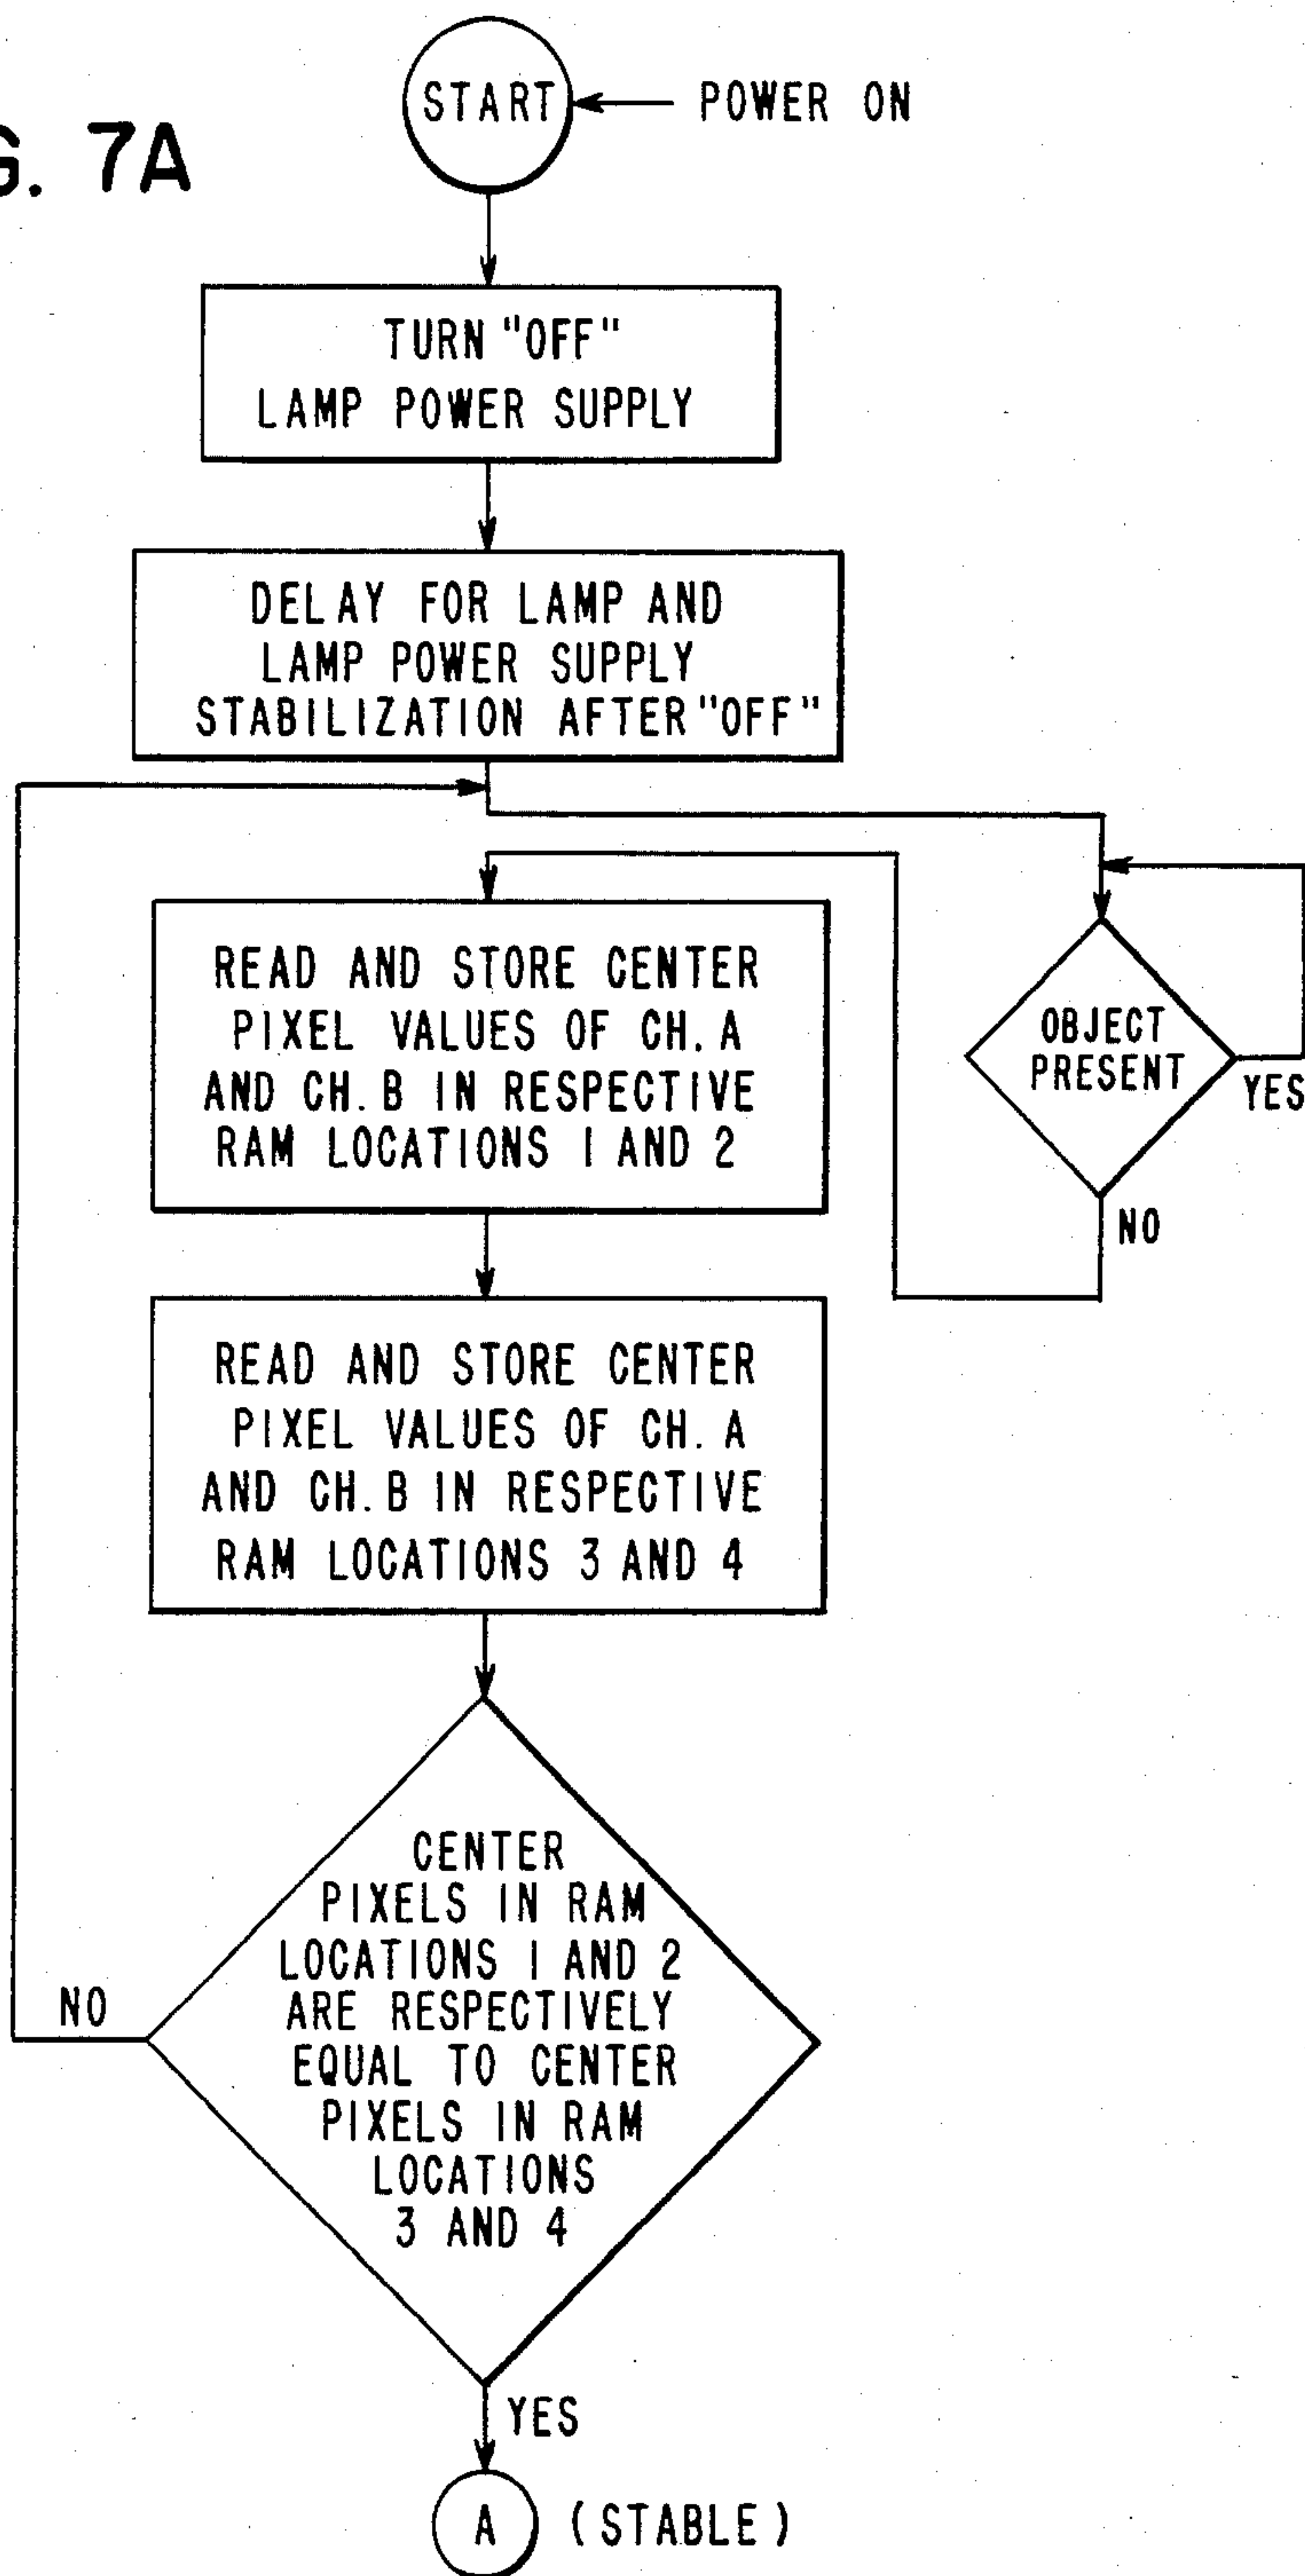 G. 7A
START
POWER ON
TURN "OFF"
LAMP POWER SUPPLY
DELAY FOR LAMP AND
LAMP POWER SUPPLY
STABILIZATION AFTER "OFF"
READ AND STORE CENTER
PIXEL VALUES OF CH. A
AND CH. B IN RESPECTIVE
RAM LOCATIONS 1 AND 2
OBJECT
PRESENT
YES
NO
READ AND STORE CENTER
PIXEL VALUES OF CH. A
AND CH. B IN RESPECTIVE
RAM LOCATIONS 3 AND 4
CENTER
PIXELS IN RAM
LOCATIONS 1 AND 2
ARE RESPECTIVELY
EQUAL TO CENTER
PIXELS IN RAM
LOCATIONS
3 AND 4
NO
YES
A (STABLE)